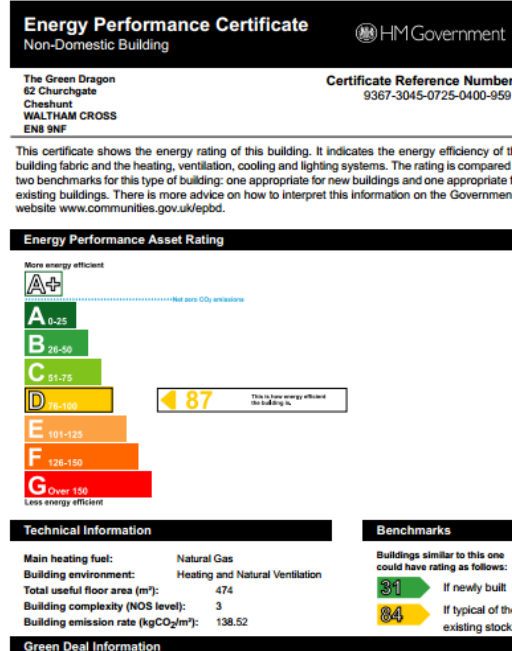 Energy Performance Certificate
Non-Domestic Building
HM Government
The Green Dragon
62 Churchgate
Cheshunt
WALTHAM CROSS
EN8 9NF
Certificate Reference Number
9367-3045-0725-0400-959
This certificate shows the energy rating of this building. It indicates the energy efficiency of th
building fabric and the heating, ventilation, cooling and lighting systems. The rating is compared
two benchmarks for this type of building: one appropriate for new buildings and one appropriate f
existing buildings. There is more advice on how to interpret this information on the Governmen
website www.communities.gov.uk/epbd.
Energy Performance Asset Rating
More energy efficient
A+
Net zero CO₂ emissions
A 0-25
B 26-50
C 51-75
D 76-100
87 This is how energy efficient
the building is.
E 101-125
F 126-150
G Over 150
Less energy efficient
Technical Information
Main heating fuel: Natural Gas
Building environment: Heating and Natural Ventilation
Total useful floor area (m²): 474
Building complexity (NOS level): 3
Building emission rate (kgCO₂/m²): 138.52
Benchmarks
Buildings similar to this one
could have rating as follows:
31 If newly built
84 If typical of the
existing stock
Green Deal Information